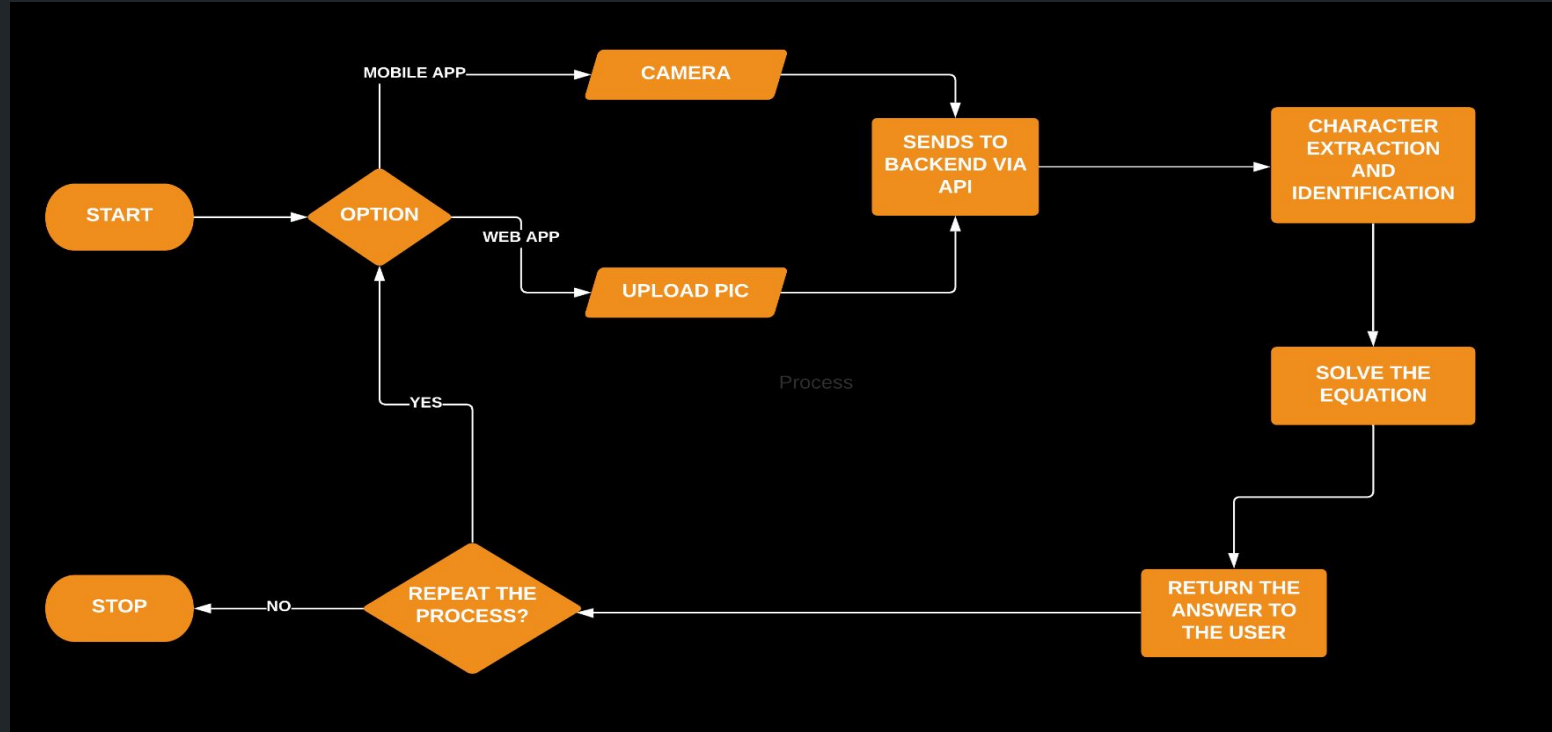 MOBILE APP
CAMERA
SENDS TO
BACKEND VIA
API
CHARACTER
EXTRACTION
AND
IDENTIFICATION
START
OPTION
WEB APP
UPLOAD PIC
Process
SOLVE THE
EQUATION
YES
RETURN THE
ANSWER TO
THE USER
REPEAT THE
PROCESS?
NO
STOP